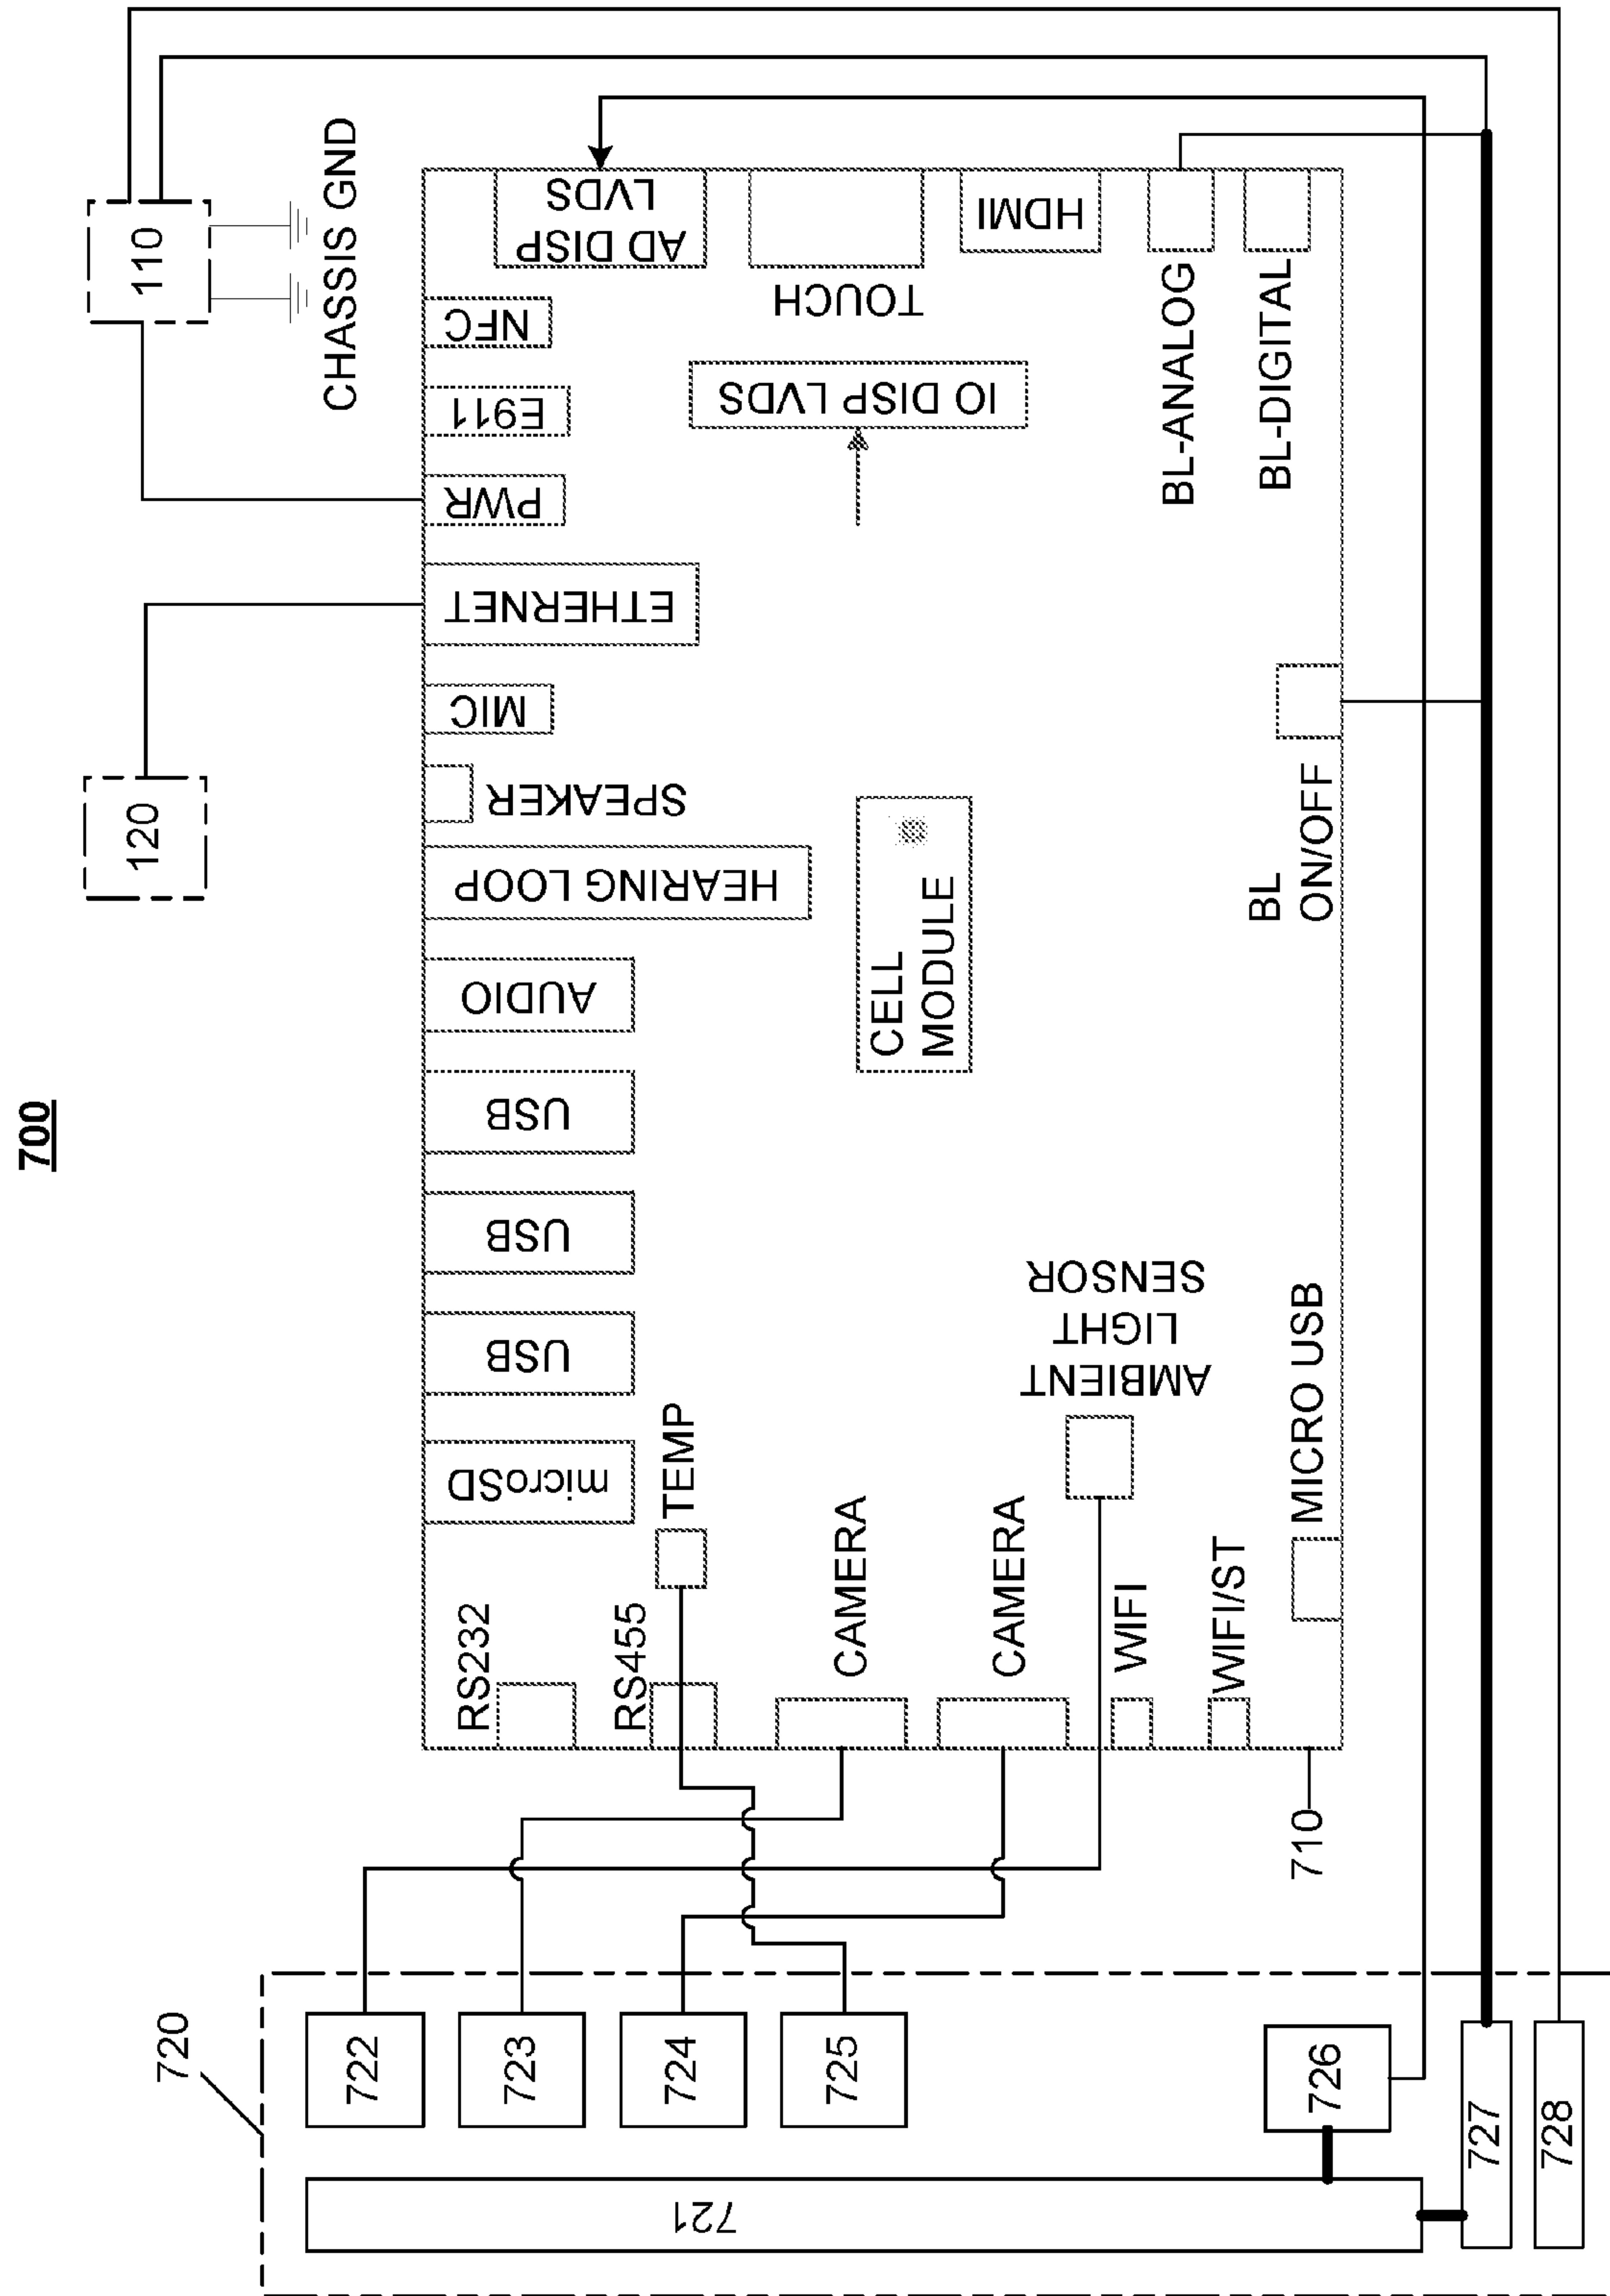 700
110
CHASSIS GND
120
AD DISP
LVDS
NFC
E911
PWR
ETHERNET
MIC
SPEAKER
HEARING LOOP
AUDIO
USB
USB
USB
microSD
TOUCH
HDMI
IO DISP LVDS
BL-ANALOG
BL-DIGITAL
CELL
MODULE
BL
ON/OFF
TEMP
RS232
RS455
CAMERA
CAMERA
AMBIENT
LIGHT
SENSOR
WIFI
WIFI/ST
MICRO USB
710
720
722
723
724
725
726
727
728
721